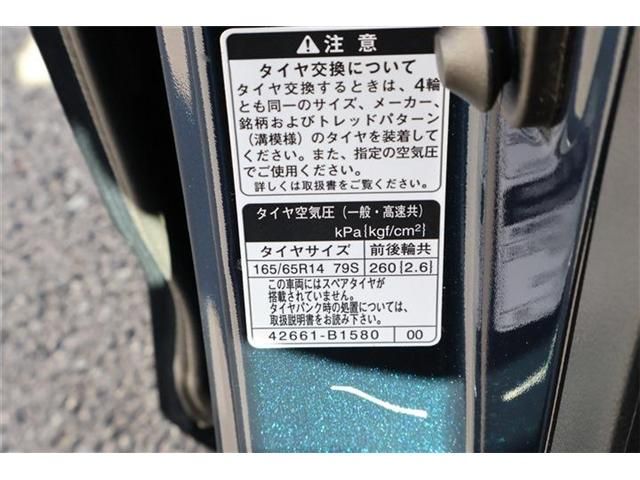 注意
タイヤ交換について
タイヤ交換するときは、4輪
とも同一のサイズ、メーカー、
銘柄およびトレッドパターン
（溝模様）のタイヤを装着して
ください。また、指定の空気圧
でご使用ください。
詳しくは取扱書をご覧ください。
タイヤ空気圧（一般・高速共）
kPa{kgf/cm²}
タイヤサイズ 前後輪共
165/65R14 79S 260{2.6}
この車両にはスペアタイヤが
搭載されていません。
タイヤパンク時の処置については、
取扱説明書をお読み下さい。
42661-B1580 00